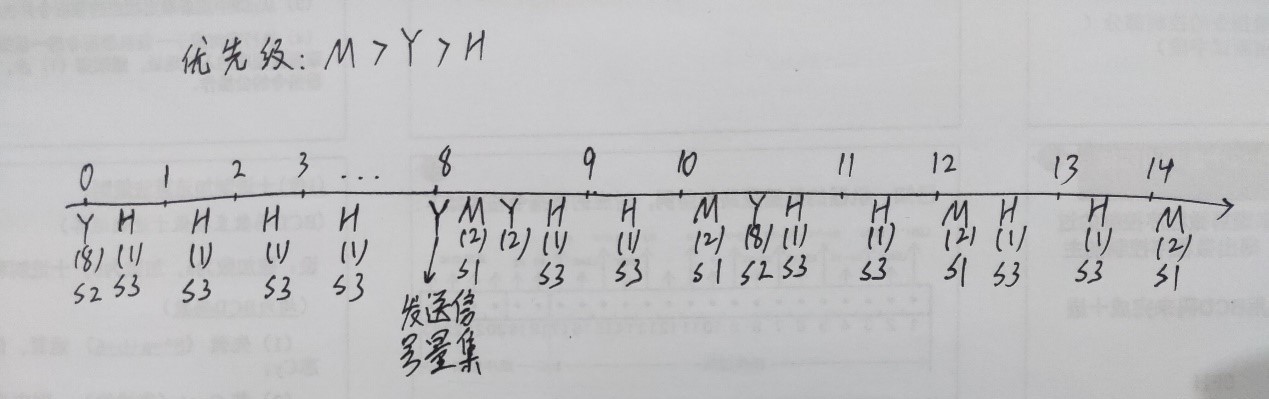 优先级: M > Y > H
0 1 2 3 ... 8 9 10 11 12 13 14
Y H H H H Y M Y H H M Y H H M H H M
(8) (1) (1) (1) (1) (2) (2) (1) (1) (2) (8) (1) (1) (2) (1) (1) (2)
S2 S3 S3 S3 S3 S1 S3 S3 S1 S2 S3 S3 S1 S3 S3 S1
发送信
号量集